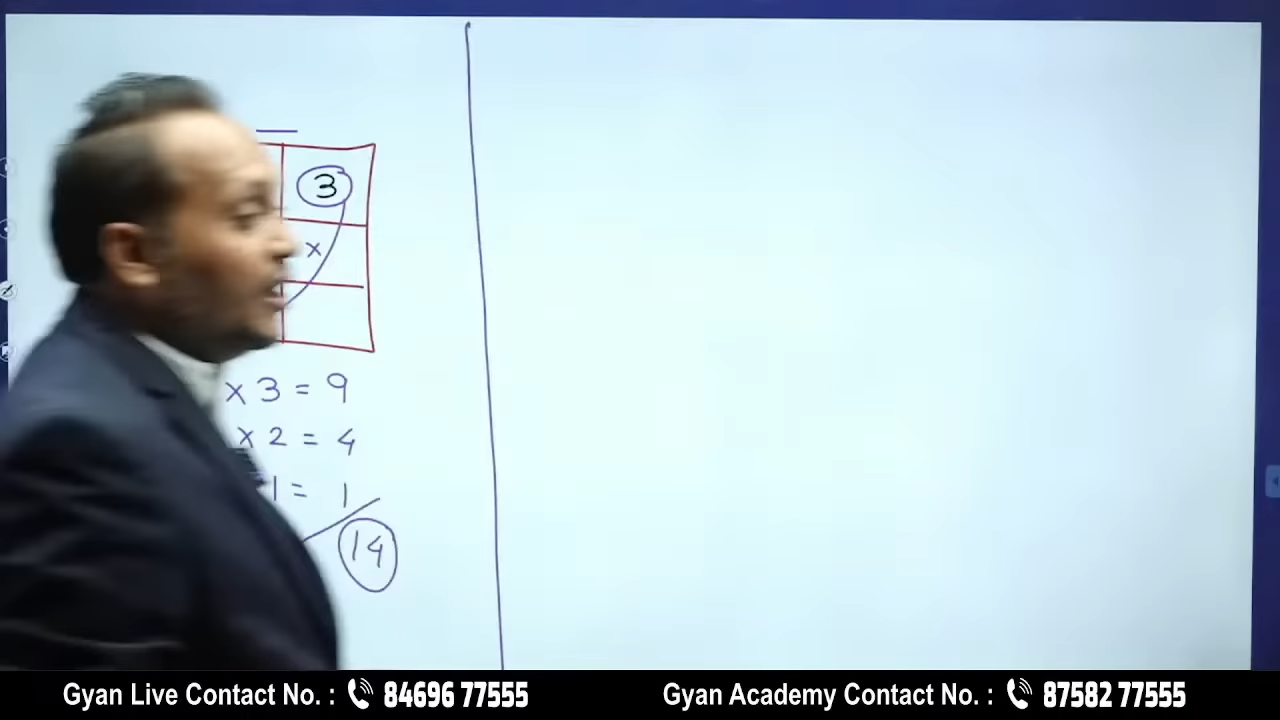 3
x
x 3 = 9
x 2 = 4
1 = 1
14
Gyan Live Contact No. : 84696 77555
Gyan Academy Contact No. : 87582 77555